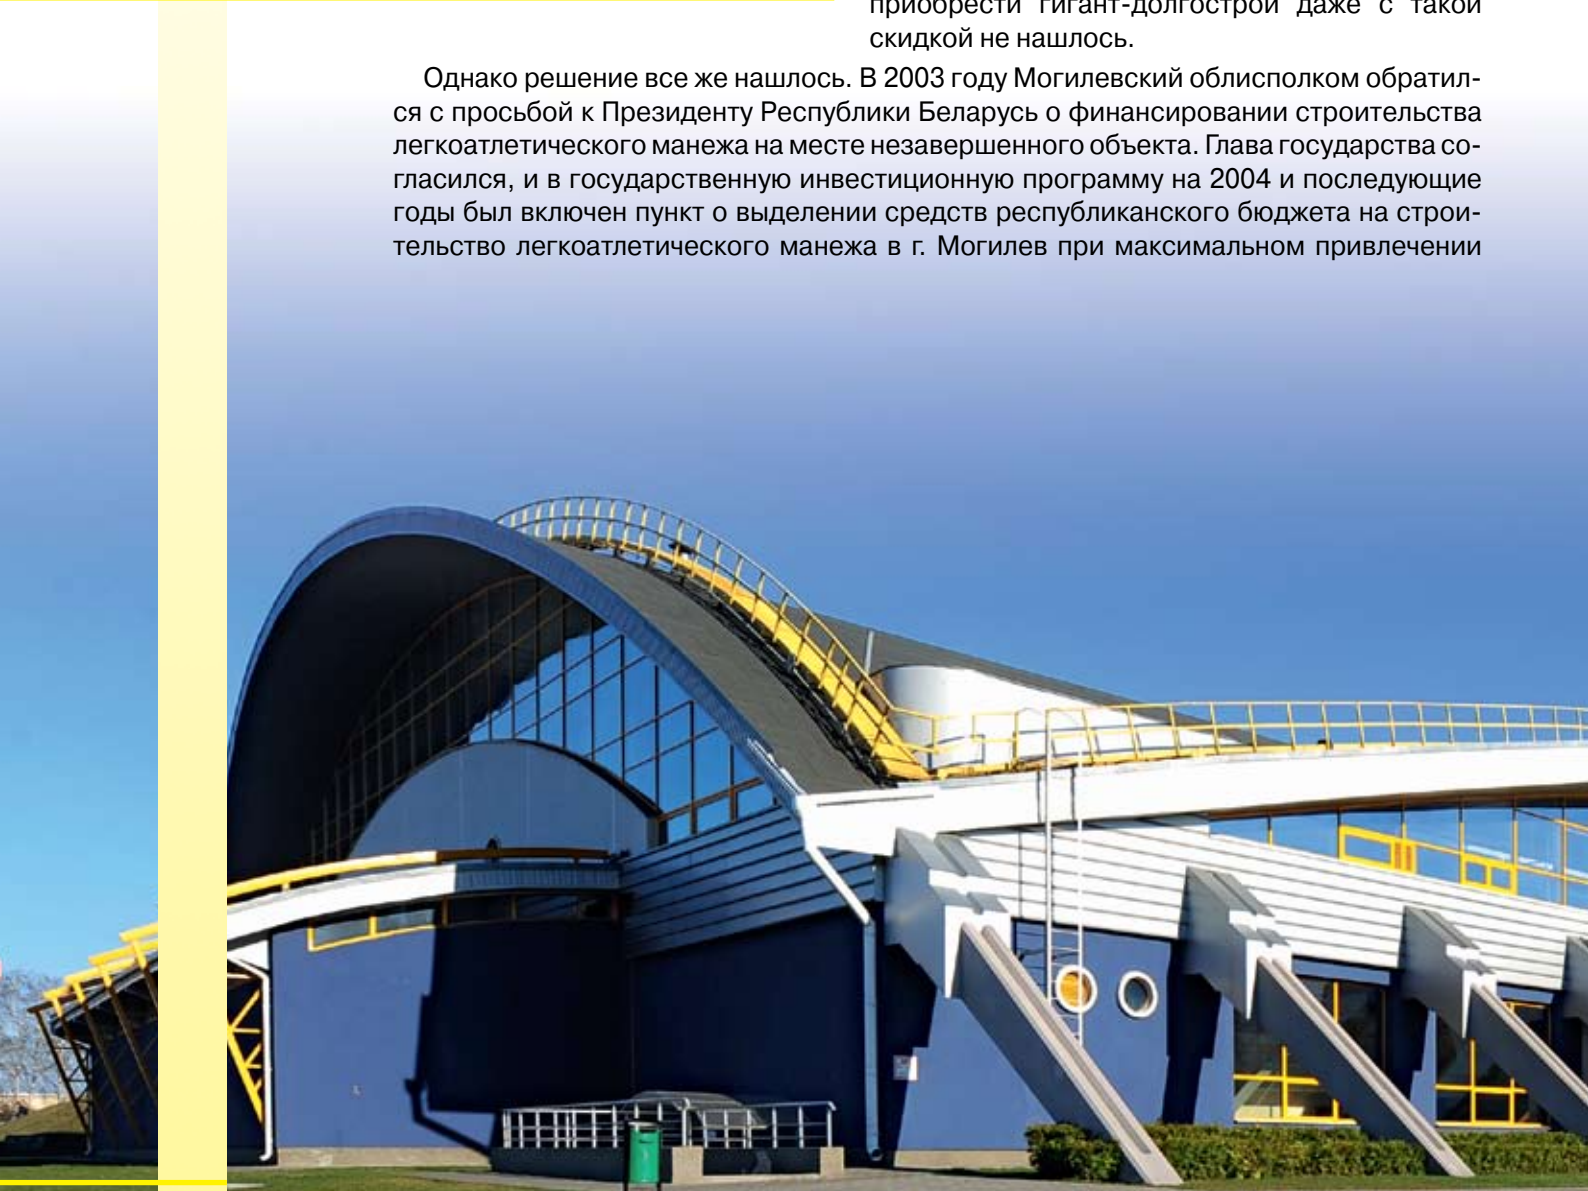 приобрести гигант-долгострой даже с такой
скидкой не нашлось.
Однако решение все же нашлось. В 2003 году Могилевский облисполком обратил-
ся с просьбой к Президенту Республики Беларусь о финансировании строительства
легкоатлетического манежа на месте незавершенного объекта. Глава государства со-
гласился, и в государственную инвестиционную программу на 2004 и последующие
годы был включен пункт о выделении средств республиканского бюджета на строи-
тельство легкоатлетического манежа в г. Могилев при максимальном привлечении